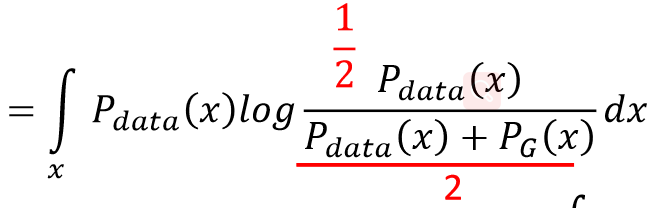 1
2 P_data(x)
= ∫ P_data(x)log ――― dx
P_data(x) + P_G(x)
x
2